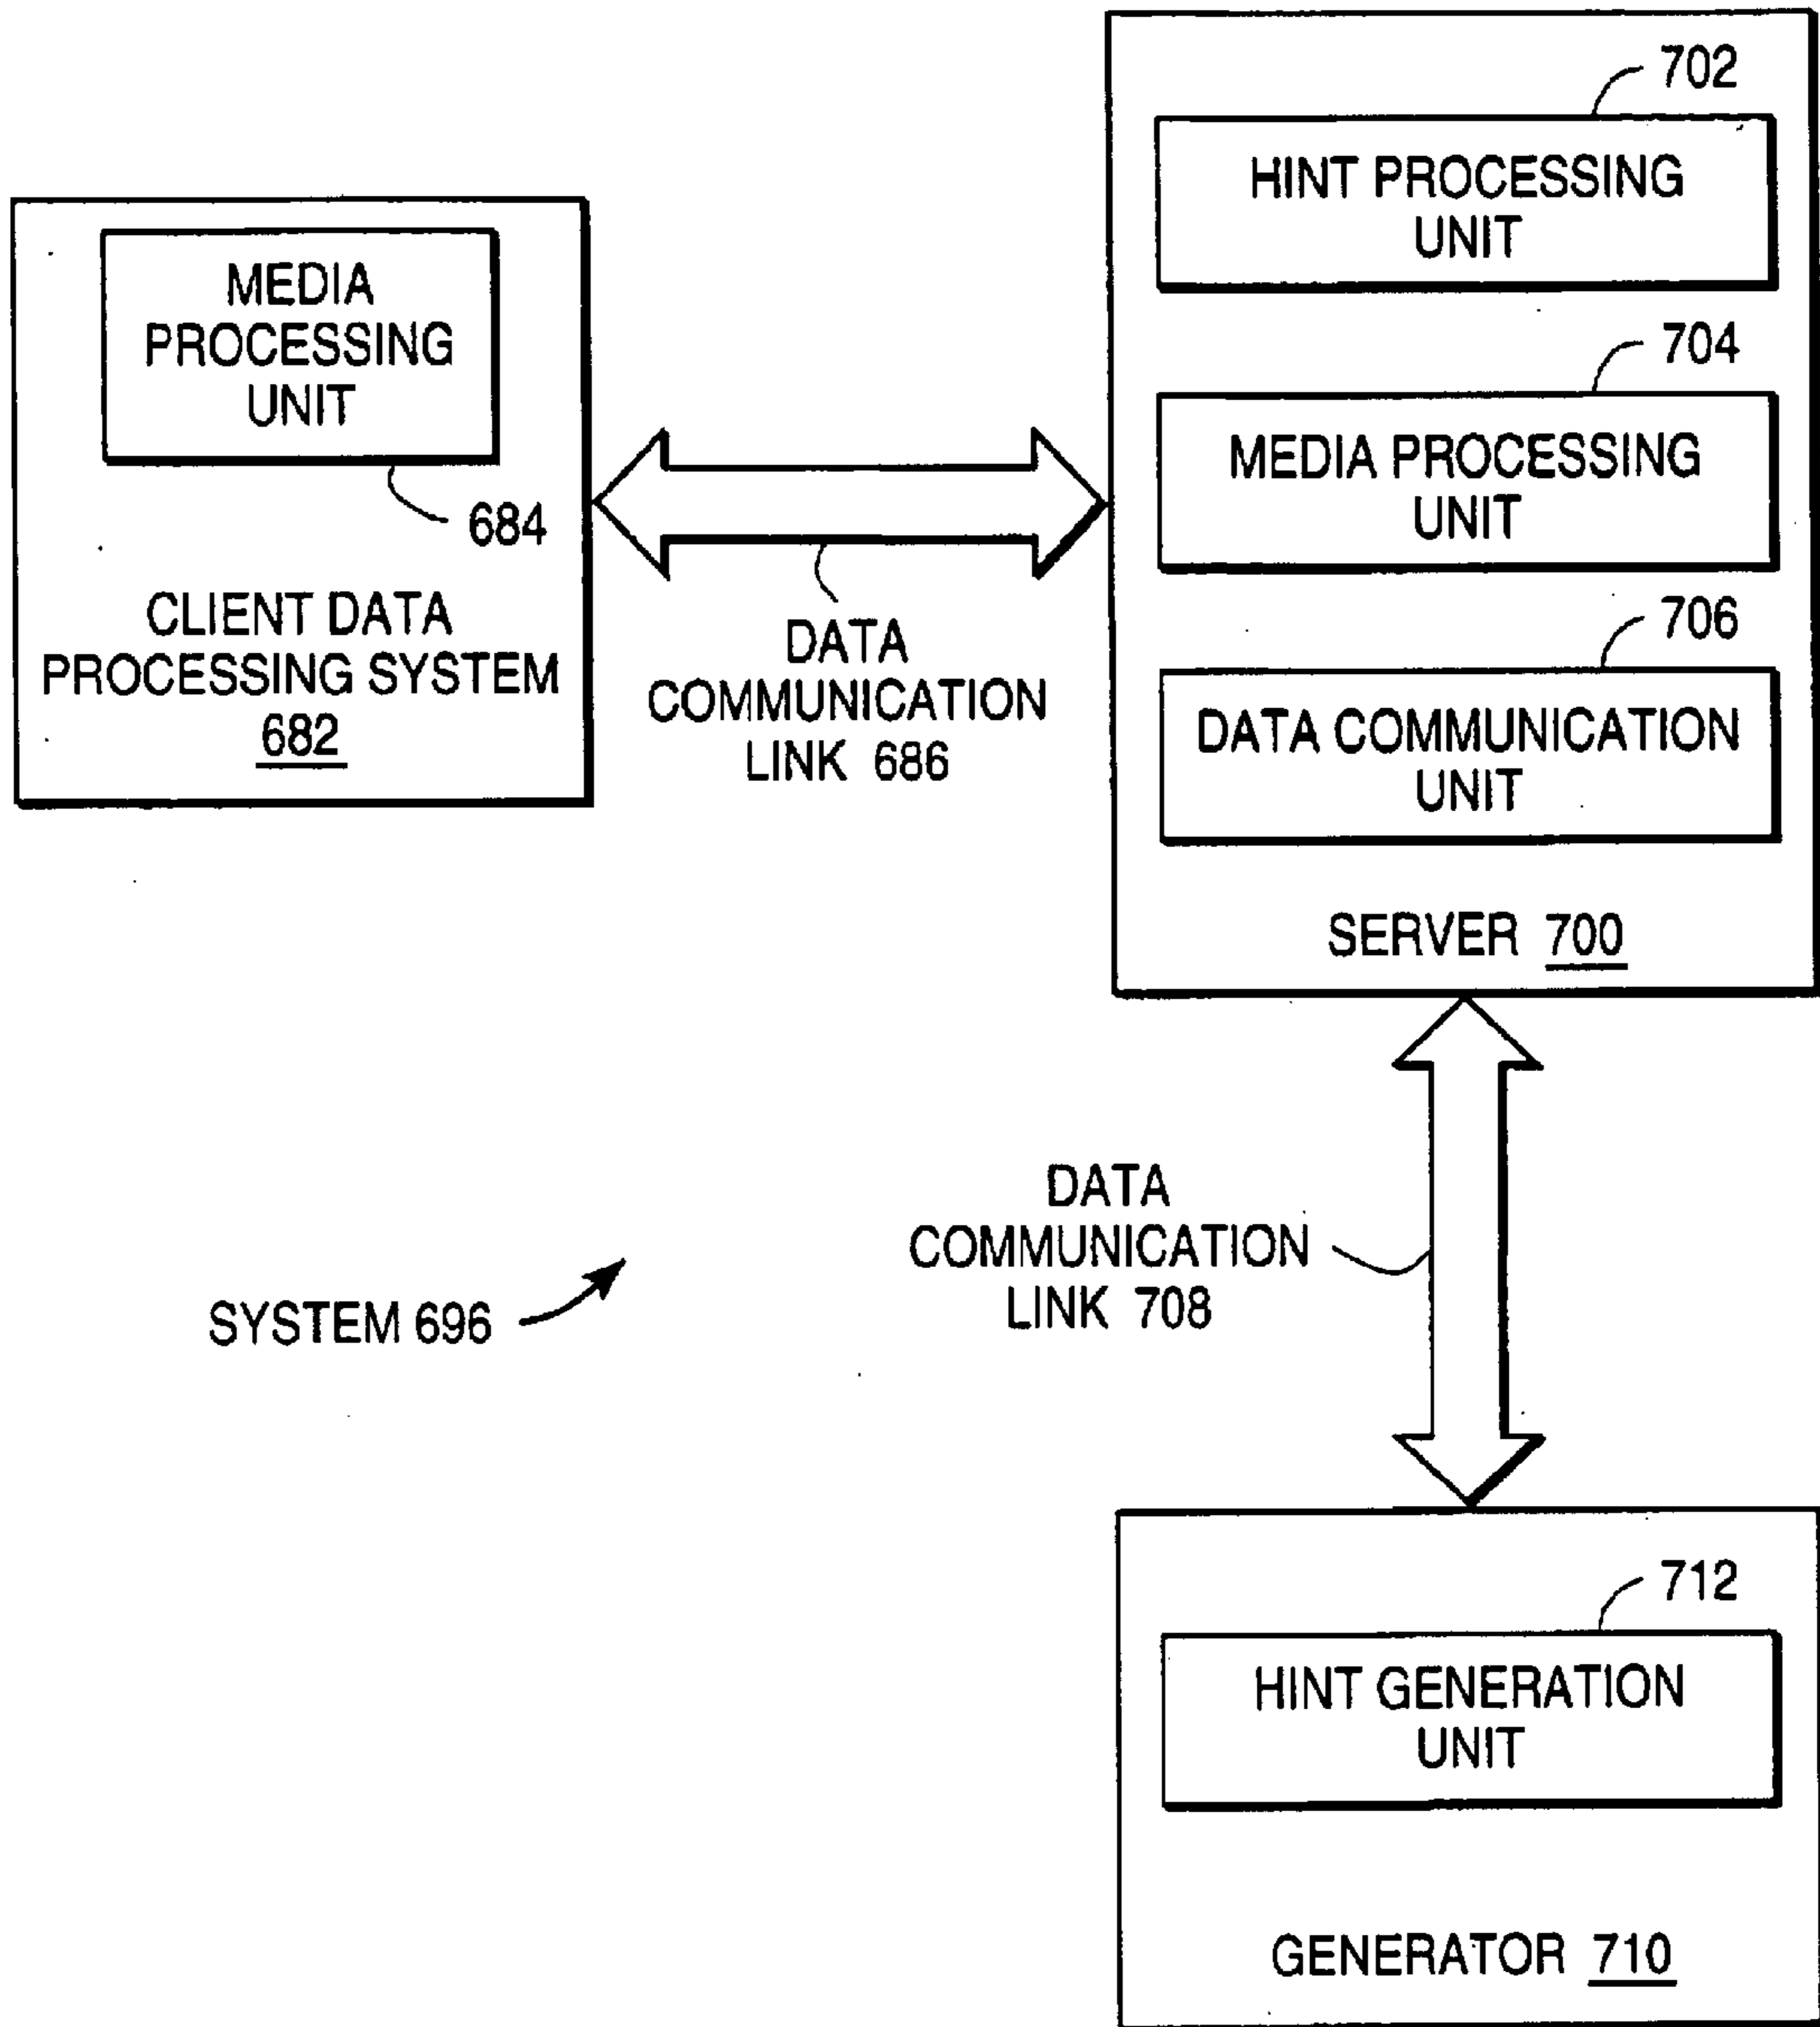 MEDIA
PROCESSING
UNIT
684
CLIENT DATA
PROCESSING SYSTEM
682
DATA
COMMUNICATION
LINK 686
702
HINT PROCESSING
UNIT
704
MEDIA PROCESSING
UNIT
706
DATA COMMUNICATION
UNIT
SERVER 700
DATA
COMMUNICATION
LINK 708
SYSTEM 696
712
HINT GENERATION
UNIT
GENERATOR 710